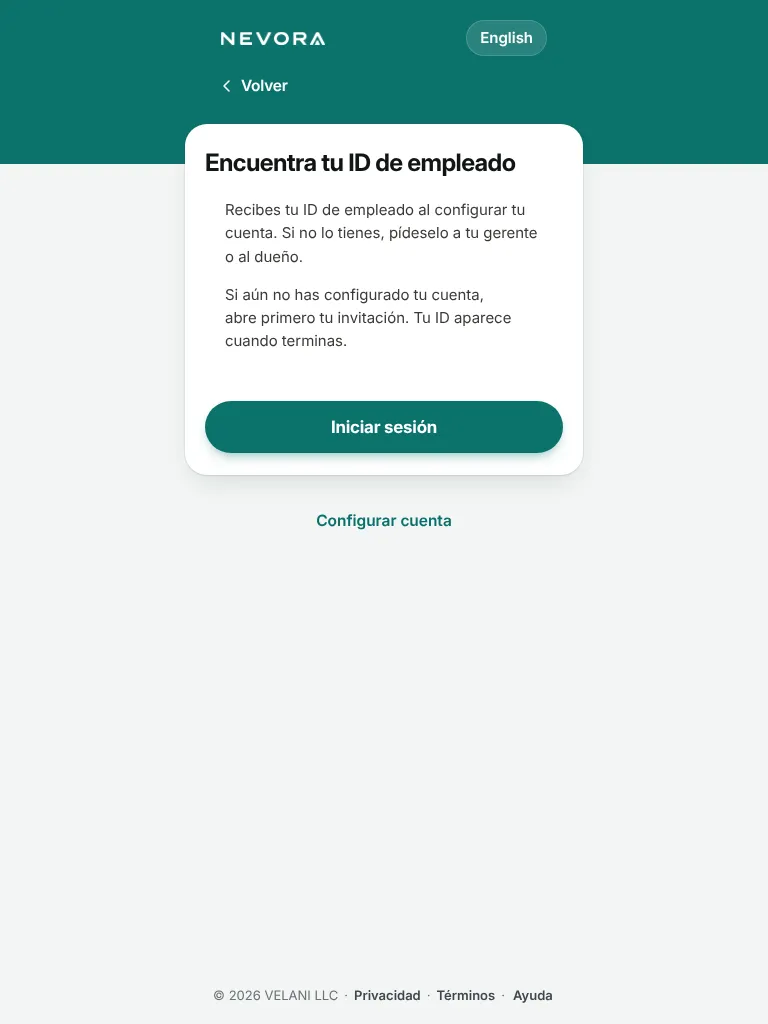 NEVORA
English
Volver
Encuentra tu ID de empleado
Recibes tu ID de empleado al configurar tu
cuenta. Si no lo tienes, pídeselo a tu gerente
o al dueño.
Si aún no has configurado tu cuenta,
abre primero tu invitación. Tu ID aparece
cuando terminas.
Iniciar sesión
Configurar cuenta
© 2026 VELANI LLC · Privacidad · Términos · Ayuda